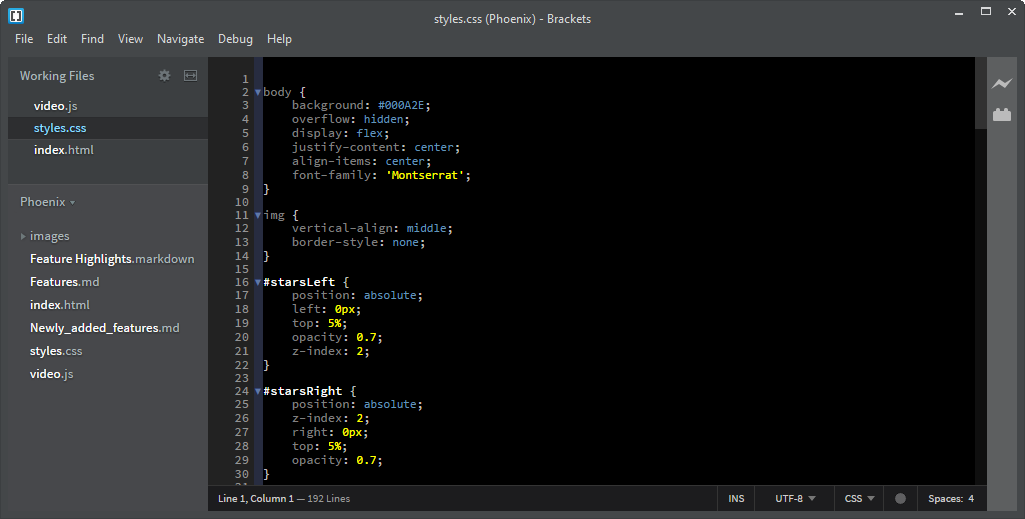 styles.css (Phoenix) - Brackets
File Edit Find View Navigate Debug Help
Working Files
video.js
styles.css
index.html
Phoenix
images
Feature Highlights.markdown
Features.md
index.html
Newly_added_features.md
styles.css
video.js
1
2 body {
3     background: #000A2E;
4     overflow: hidden;
5     display: flex;
6     justify-content: center;
7     align-items: center;
8     font-family: 'Montserrat';
9 }
10
11 img {
12     vertical-align: middle;
13     border-style: none;
14 }
15
16 #starsLeft {
17     position: absolute;
18     left: 0px;
19     top: 5%;
20     opacity: 0.7;
21     z-index: 2;
22 }
23
24 #starsRight {
25     position: absolute;
26     z-index: 2;
27     right: 0px;
28     top: 5%;
29     opacity: 0.7;
30 }
Line 1, Column 1 — 192 Lines INS UTF-8 CSS Spaces: 4